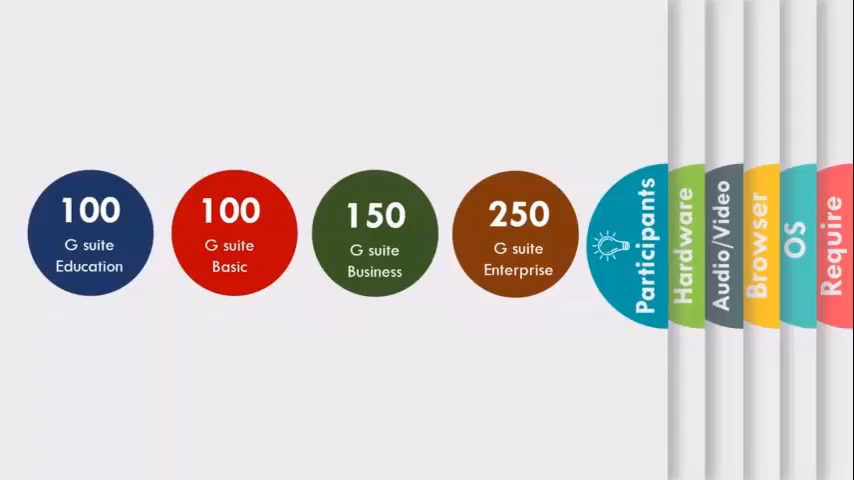 100
G suite
Education
100
G suite
Basic
150
G suite
Business
250
G suite
Enterprise
Participants
Hardware
Audio/Video
Browser
OS
Require